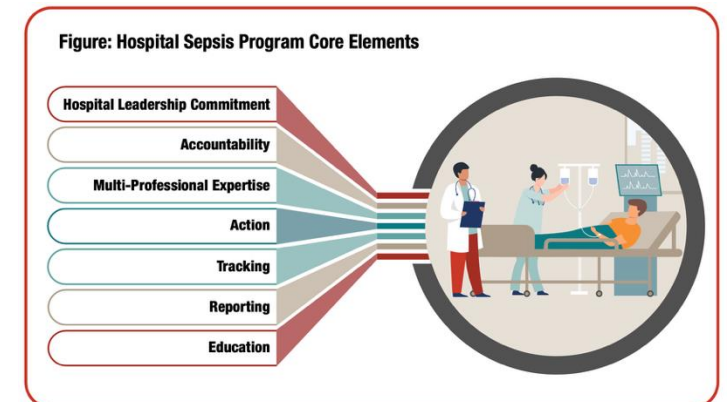 Figure: Hospital Sepsis Program Core Elements
Hospital Leadership Commitment
Accountability
Multi-Professional Expertise
Action
Tracking
Reporting
Education